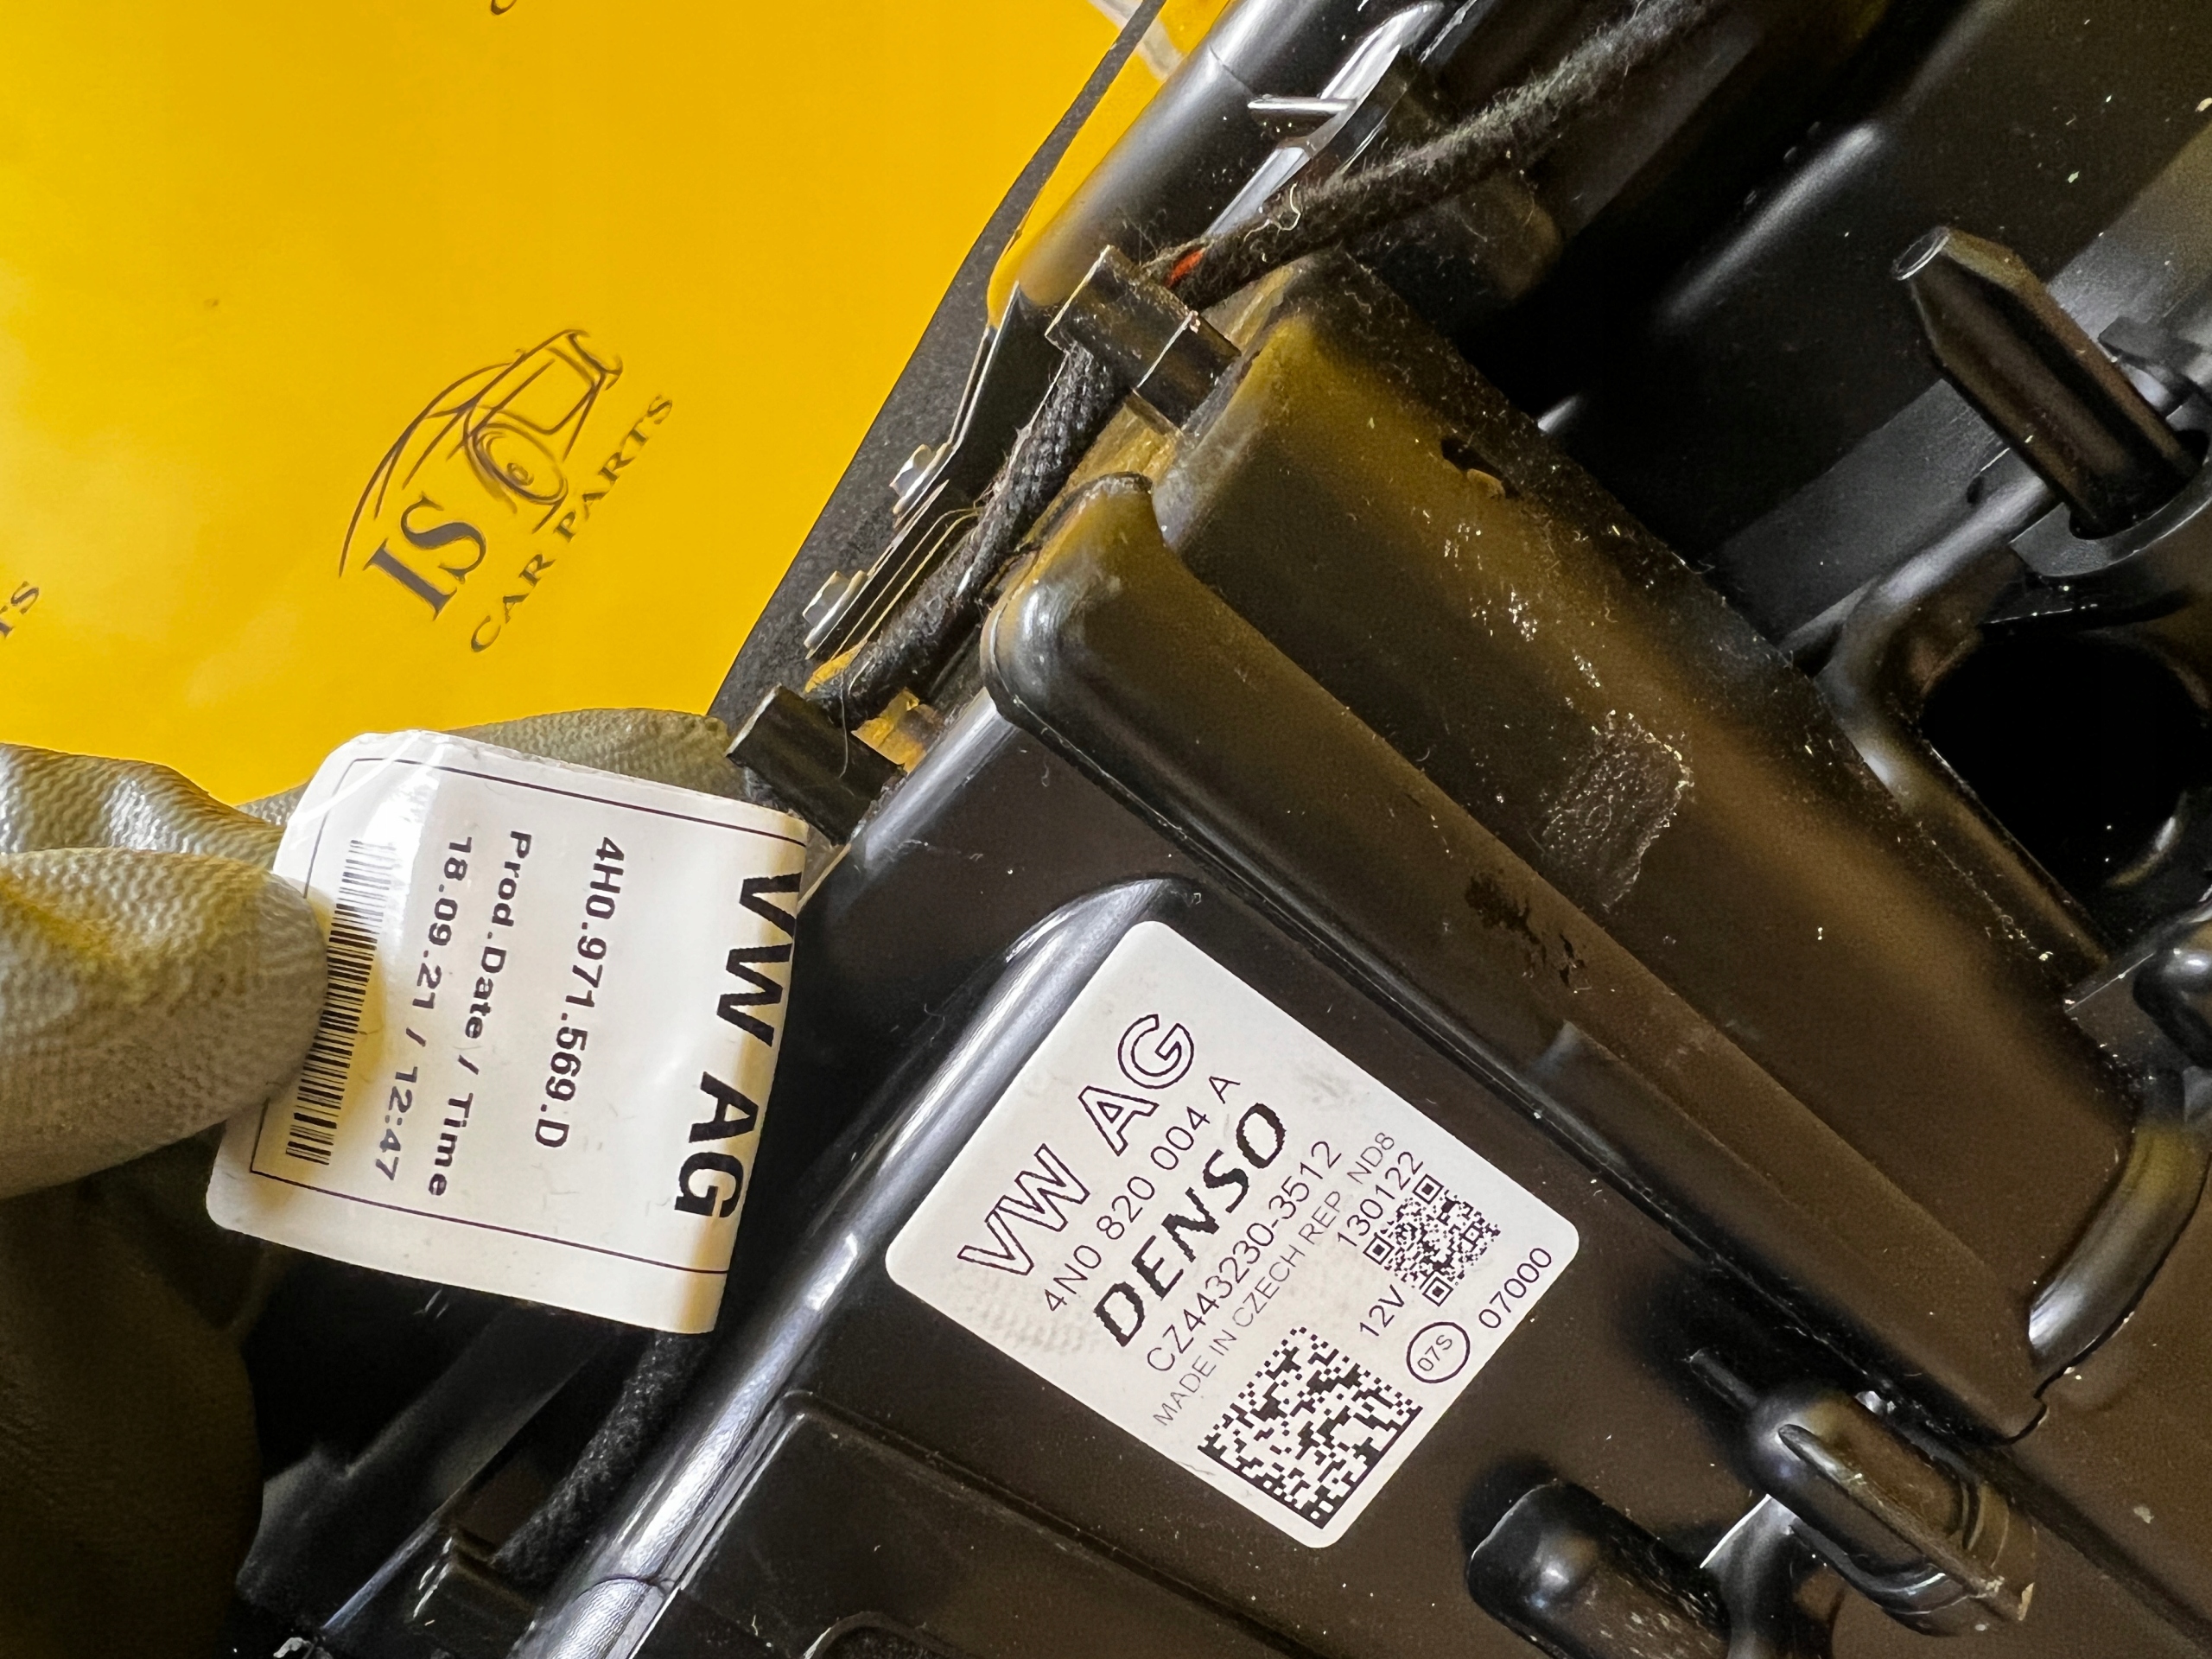 IS
CAR PARTS
TS
VW AG
4H0.971.569.D
Prod.Date / Time
18.09.21 / 12:47
VW AG
4N0 820 004 A
DENSO
CZ443230-3512
MADE IN CZECH REP ND8
130122
12V
07S
07000